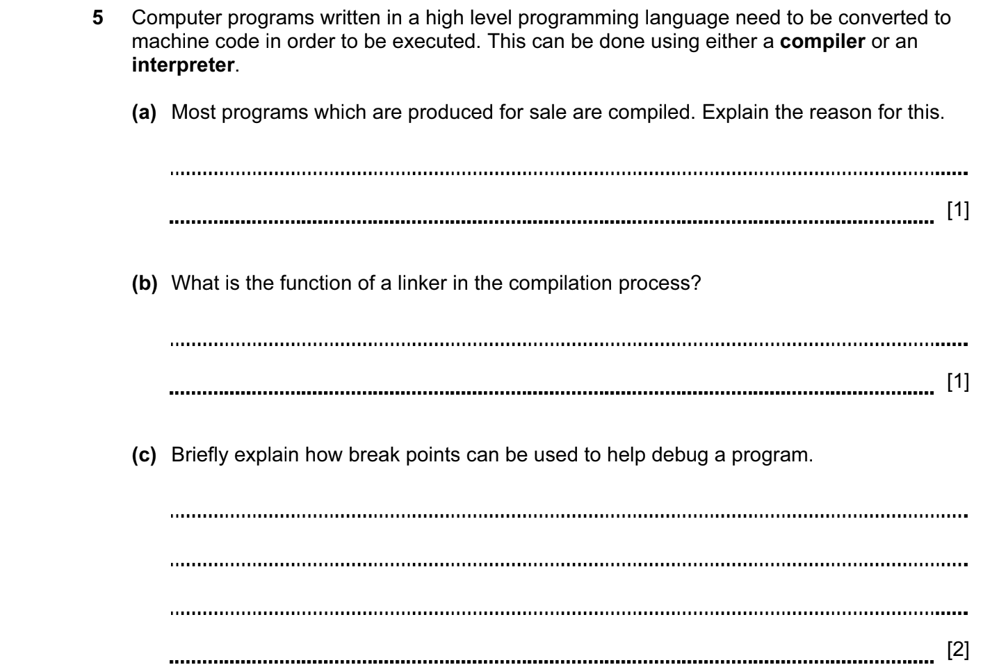 5 Computer programs written in a high level programming language need to be converted to
machine code in order to be executed. This can be done using either a compiler or an
interpreter.
(a) Most programs which are produced for sale are compiled. Explain the reason for this.
[1]
(b) What is the function of a linker in the compilation process?
[1]
(c) Briefly explain how break points can be used to help debug a program.
[2]